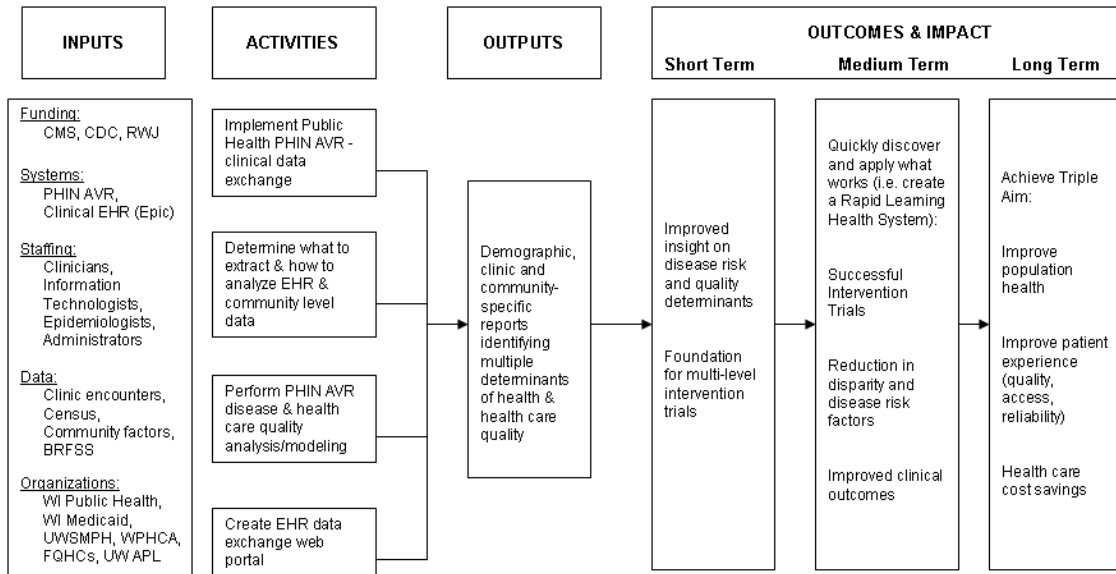 INPUTS
ACTIVITIES
OUTPUTS
OUTCOMES & IMPACT
Short Term
Medium Term
Long Term
Funding:
CMS, CDC, RWJ
Systems:
PHIN AVR,
Clinical EHR (Epic)
Staffing:
Clinicians,
Information
Technologists,
Epidemiologists,
Administrators
Data:
Clinic encounters,
Census,
Community factors,
BRFSS
Organizations:
WI Public Health,
WI Medicaid,
UWSMPH, WPHCA,
FQHCs, UW APL
Implement Public
Health PHIN AVR -
clinical data
exchange
Determine what to
extract & how to
analyze EHR &
community level
data
Perform PHIN AVR
disease & health
care quality
analysis/modeling
Create EHR data
exchange web
portal
Demographic,
clinic and
community-
specific
reports
identifying
multiple
determinants
of health &
health care
quality
Improved
insight on
disease risk
and quality
determinants
Foundation
for multi-level
intervention
trials
Quickly discover
and apply what
works (i.e. create
a Rapid Learning
Health System):
Successful
Intervention
Trials
Reduction in
disparity and
disease risk
factors
Improved clinical
outcomes
Achieve Triple
Aim:
Improve
population
health
Improve patient
experience
(quality,
access,
reliability)
Health care
cost savings